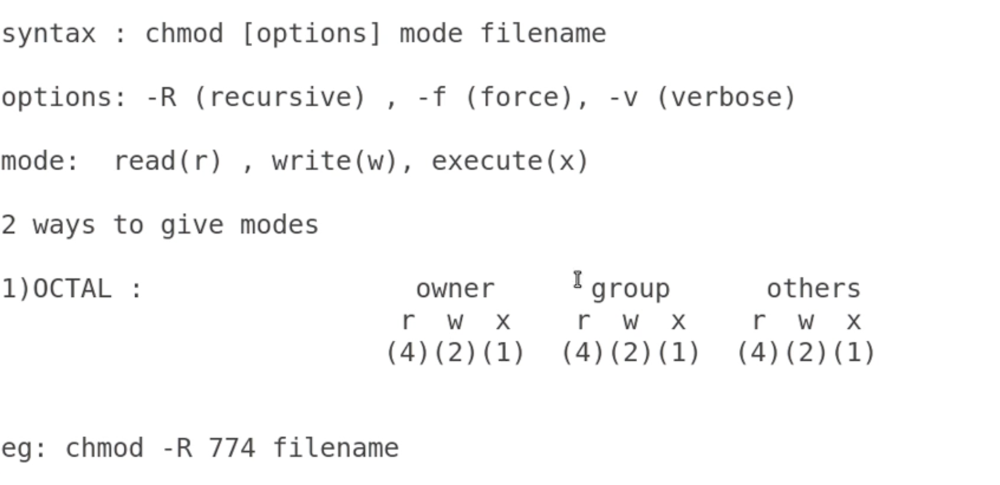 syntax : chmod [options] mode filename
options: -R (recursive) , -f (force), -v (verbose)
mode:  read(r) , write(w), execute(x)
2 ways to give modes
1)OCTAL :                 owner      group      others
r  w  x   r  w  x   r  w  x
(4)(2)(1)  (4)(2)(1)  (4)(2)(1)
eg: chmod -R 774 filename